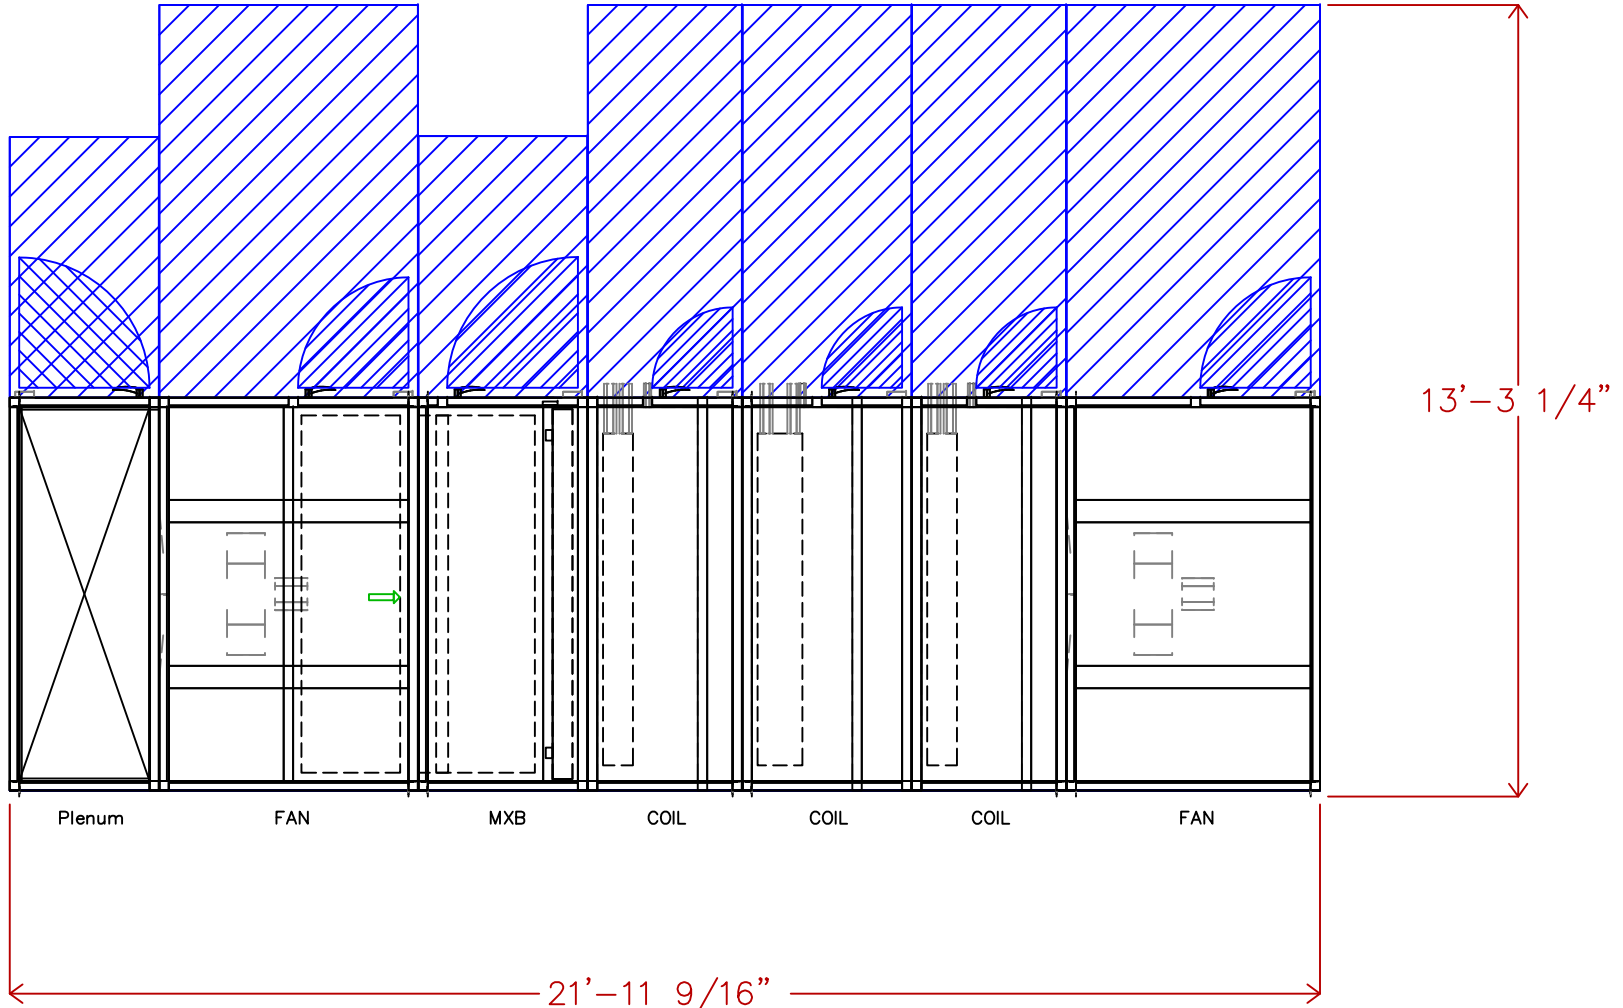 13’-3 1/4”
Plenum FAN MXB COIL COIL COIL FAN
21’-11 9/16”